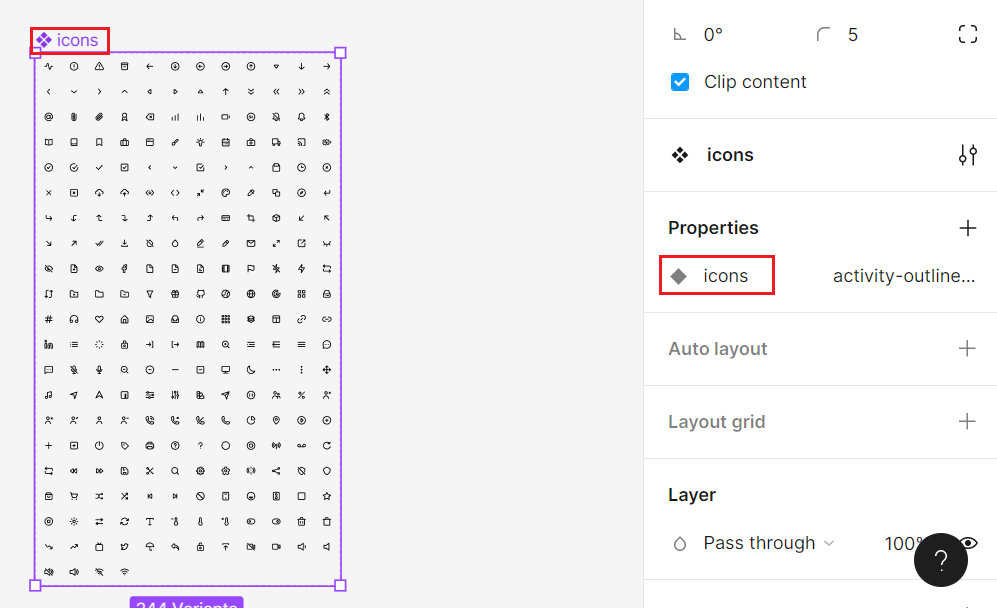 icons
0°
5
Clip content
icons
Properties
icons
activity-outline...
Auto layout
Layout grid
Layer
Pass through
100%
?
244 Variants